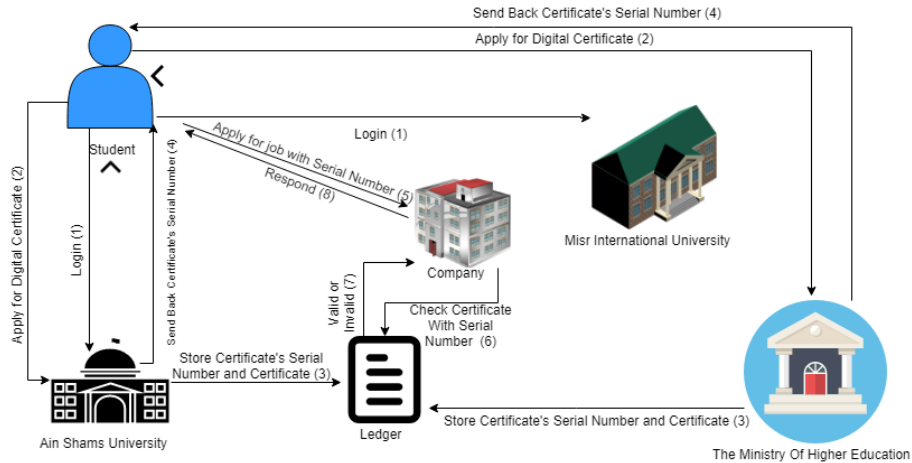 Send Back Certificate's Serial Number (4)
Apply for Digital Certificate (2)
Login (1)
Student
Apply for job with Serial Number (5)
Respond (8)
Misr International University
Company
Apply for Digital Certificate (2)
Login (1)
Send Back Certificate's Serial Number (4)
Valid or
Invalid (7)
Check Certificate
With Serial
Number (6)
Store Certificate's Serial
Number and Certificate (3)
Store Certificate's Serial Number and Certificate (3)
Ain Shams University
Ledger
The Ministry Of Higher Education